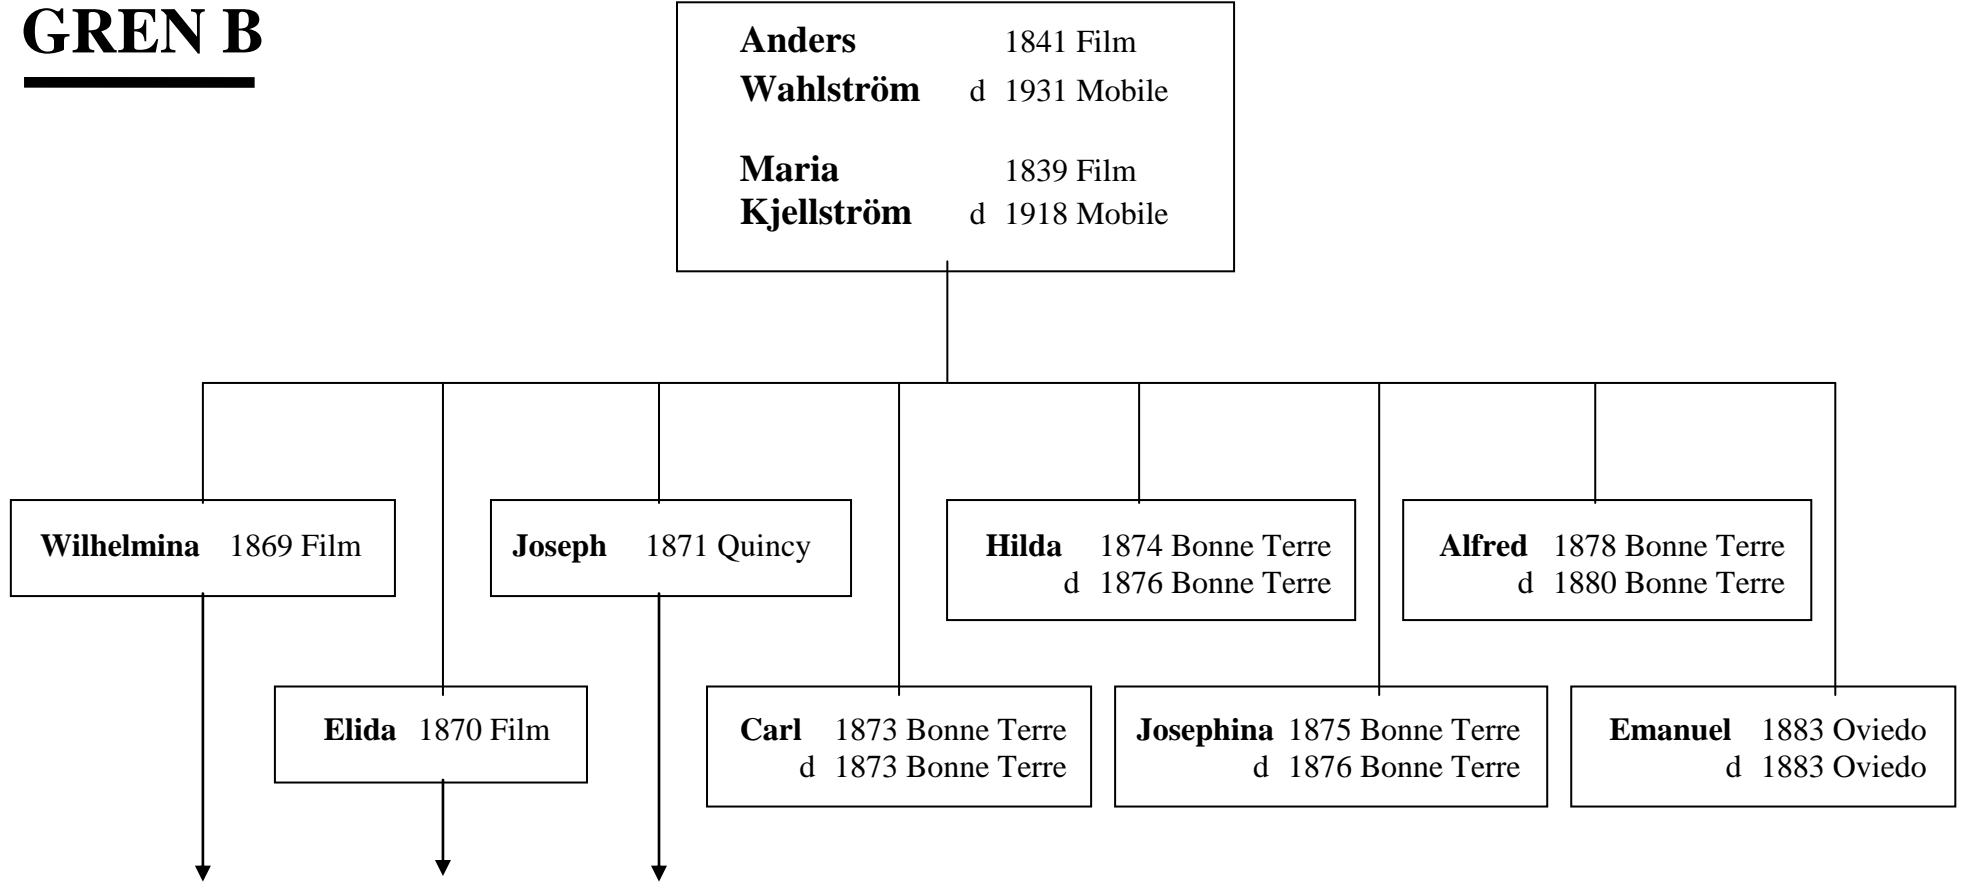 GREN B
Anders 1841 Film
Wahlström d 1931 Mobile
Maria 1839 Film
Kjellström d 1918 Mobile
Wilhelmina 1869 Film
Joseph 1871 Quincy
Hilda 1874 Bonne Terre
d 1876 Bonne Terre
Alfred 1878 Bonne Terre
d 1880 Bonne Terre
Elida 1870 Film
Carl 1873 Bonne Terre
d 1873 Bonne Terre
Josephina 1875 Bonne Terre
d 1876 Bonne Terre
Emanuel 1883 Oviedo
d 1883 Oviedo